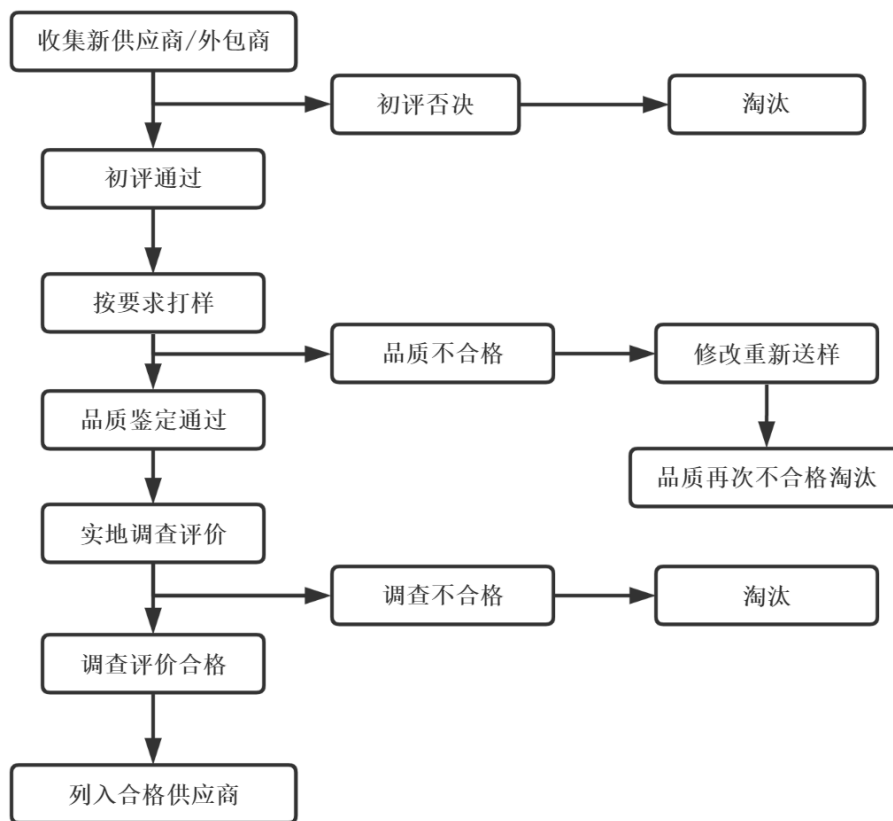 收集新供应商/外包商
初评否决
淘汰
初评通过
按要求打样
品质不合格
修改重新送样
品质鉴定通过
品质再次不合格淘汰
实地调查评价
调查不合格
淘汰
调查评价合格
列入合格供应商